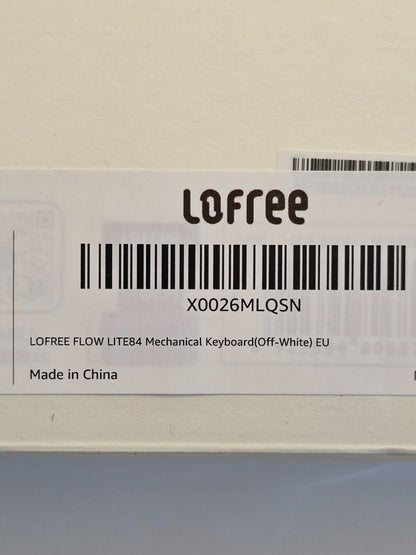 Lofree
X0026MLQSN
LOFREE FLOW LITE84 Mechanical Keyboard(Off-White) EU
Made in China